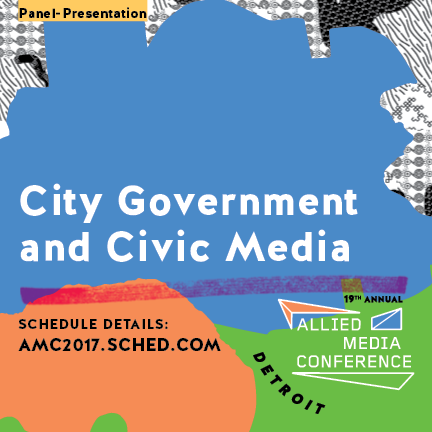 Panel- Presentation
City Government
and Civic Media
SCHEDULE DETAILS:
AMC2017.SCHED.COM
19TH ANNUAL
ALLIED
MEDIA
CONFERENCE
DETROIT